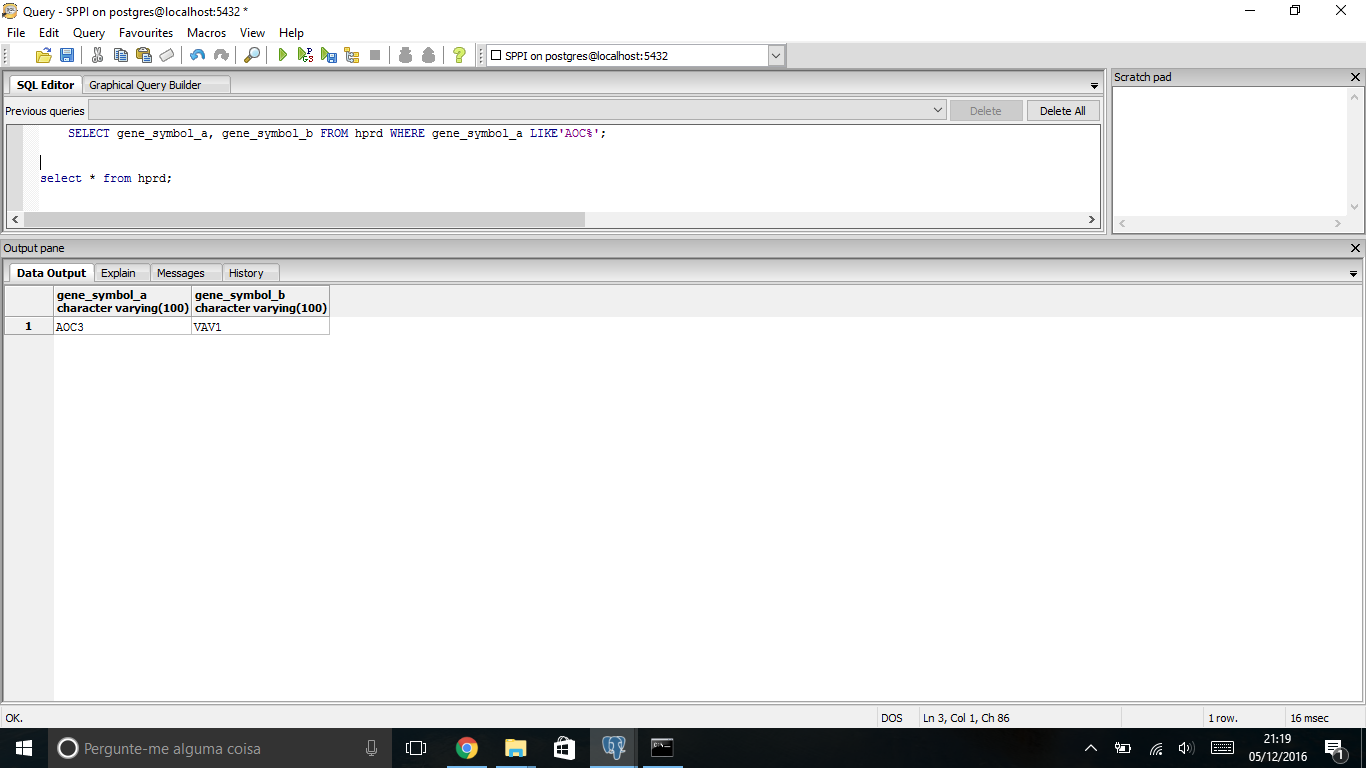 Query - SPPI on postgres@localhost:5432 *
File Edit Query Favourites Macros View Help
SPPI on postgres@localhost:5432
SQL Editor Graphical Query Builder
Scratch pad
Previous queries Delete Delete All
SELECT gene_symbol_a, gene_symbol_b FROM hprd WHERE gene_symbol_a LIKE'AOC%';
select * from hprd;
Output pane
Data Output Explain Messages History
gene_symbol_a gene_symbol_b
character varying(100) character varying(100)
1 AOC3 VAV1
OK. DOS Ln 3, Col 1, Ch 86 1 row. 16 msec
Pergunte-me alguma coisa
21:19
05/12/2016
1